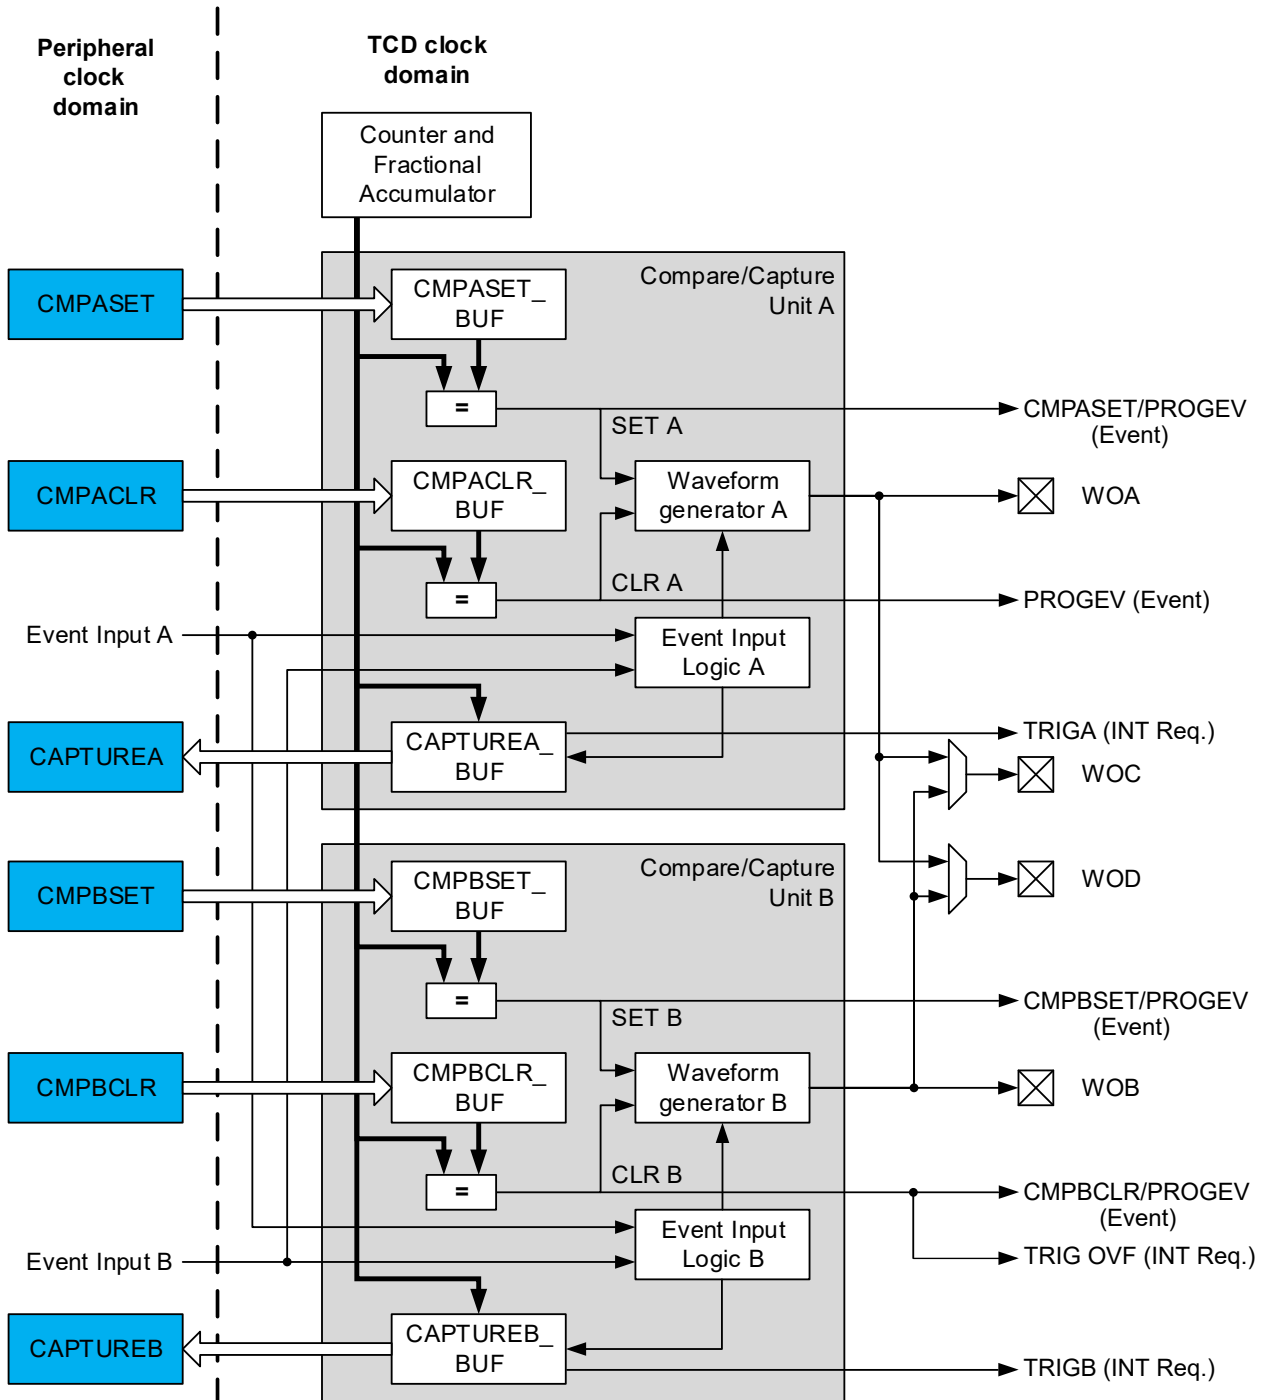 Peripheral
clock
domain
TCD clock
domain
Counter and
Fractional
Accumulator
Compare/Capture
Unit A
CMPASET
CMPASET_
BUF
=
SET A
CMPASET/PROGEV
(Event)
CMPACLR
CMPACLR_
BUF
Waveform
generator A
WOA
=
CLR A
PROGEV (Event)
Event Input A
Event Input
Logic A
CAPTUREA
CAPTUREA_
BUF
TRIGA (INT Req.)
WOC
Compare/Capture
Unit B
CMPBSET
CMPBSET_
BUF
WOD
=
SET B
CMPBSET/PROGEV
(Event)
CMPBCLR
CMPBCLR_
BUF
Waveform
generator B
WOB
=
CLR B
CMPBCLR/PROGEV
(Event)
Event Input B
Event Input
Logic B
TRIG OVF (INT Req.)
CAPTUREB
CAPTUREB_
BUF
TRIGB (INT Req.)